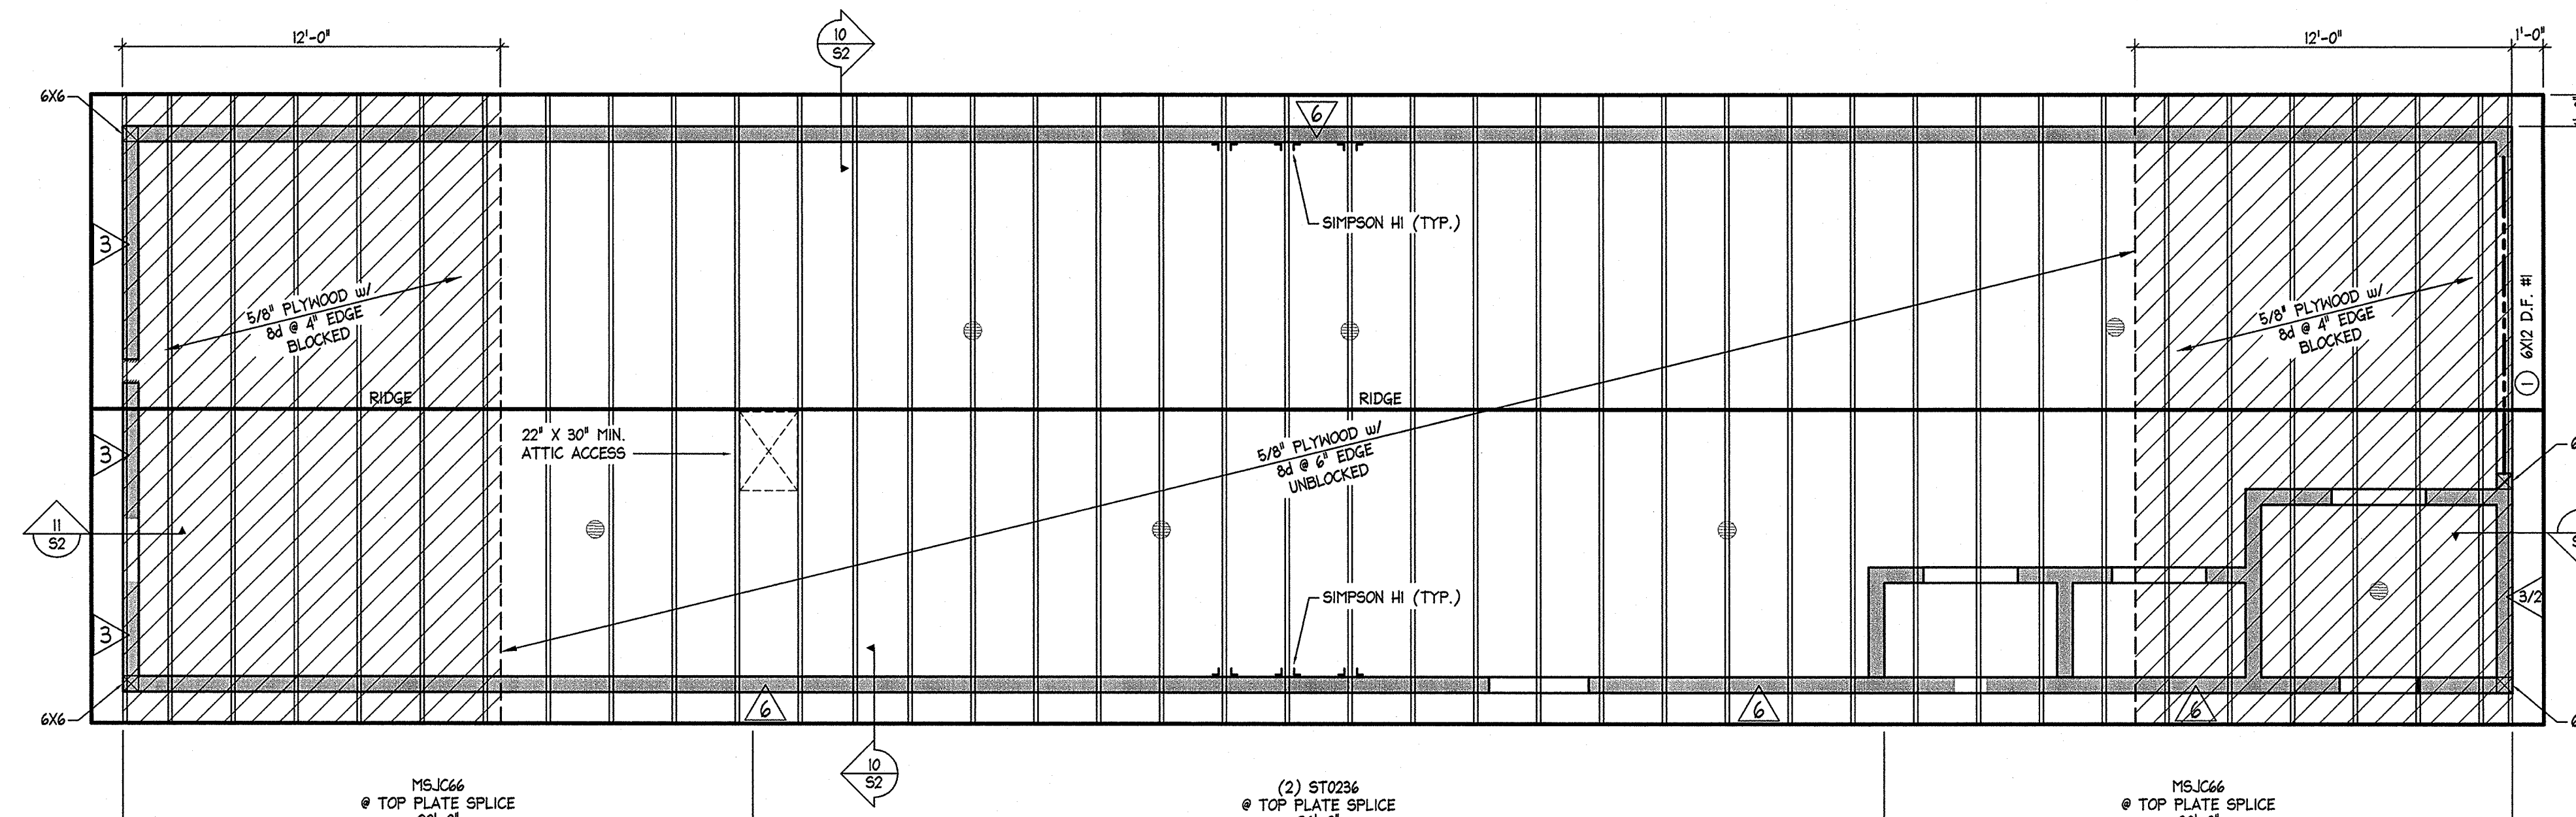 12'-0"
10
S2
12'-0"
1'-0"
6X6
6
SIMPSON H1 (TYP.)
3
5/8" PLYWOOD w/
8d @ 4" EDGE
BLOCKED
5/8" PLYWOOD w/
8d @ 4" EDGE
BLOCKED
6X12 D.F. #1
1
RIDGE
RIDGE
22" X 30" MIN.
ATTIC ACCESS
3
5/8" PLYWOOD w/
8d @ 6" EDGE
UNBLOCKED
11
S2
SIMPSON H1 (TYP.)
3/2
3
6X6
6
6
6
10
S2
MSJC66
@ TOP PLATE SPLICE
(2) ST0236
@ TOP PLATE SPLICE
MSJC66
@ TOP PLATE SPLICE